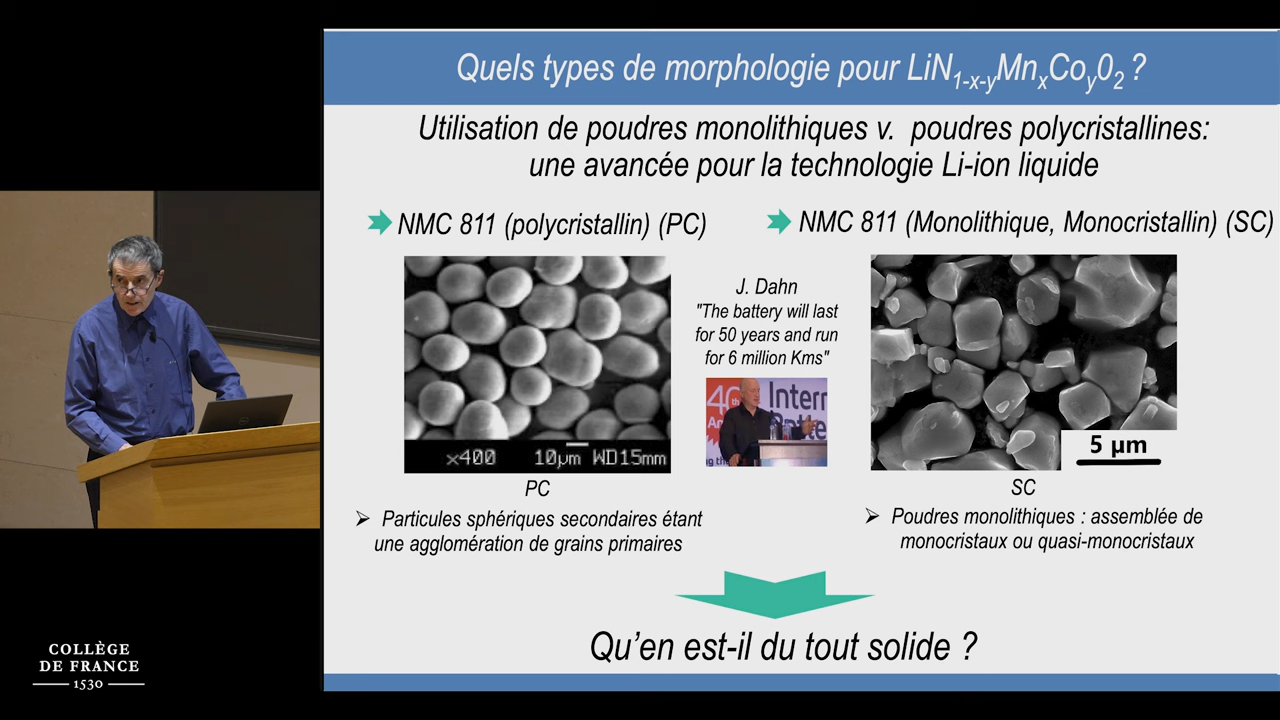 Quels types de morphologie pour LiN1-x-yMnxCoy02 ?
Utilisation de poudres monolithiques v. poudres polycristallines:
une avancée pour la technologie Li-ion liquide
NMC 811 (polycristallin) (PC)
NMC 811 (Monolithique, Monocristallin) (SC)
J. Dahn
"The battery will last
for 50 years and run
for 6 million Kms"
40th
Intern
x400 10µm WD15mm
5 µm
PC
SC
Particules sphériques secondaires étant
une agglomération de grains primaires
Poudres monolithiques : assemblée de
monocristaux ou quasi-monocristaux
Qu'en est-il du tout solide ?
COLLÈGE
DE FRANCE
1530